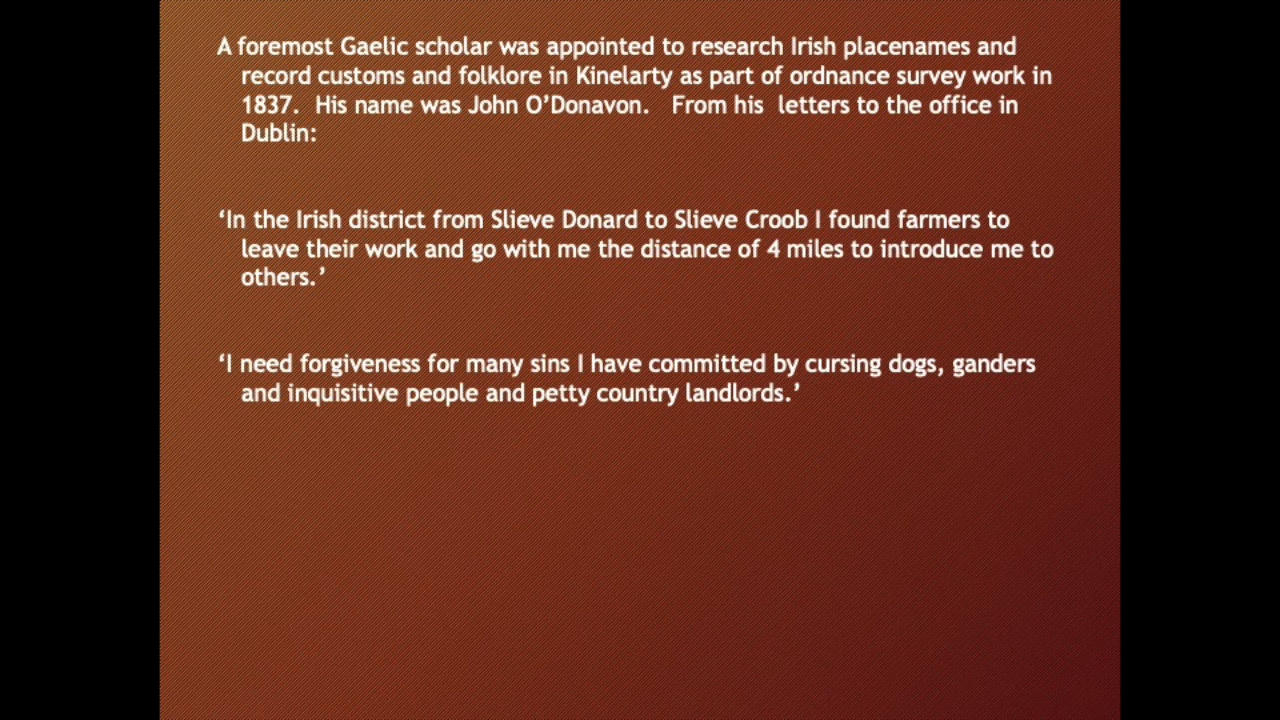 A foremost Gaelic scholar was appointed to research Irish placenames and
record customs and folklore in Kinelarty as part of ordnance survey work in
1837.  His name was John O’Donavon.   From his  letters to the office in
Dublin:
‘In the Irish district from Slieve Donard to Slieve Croob I found farmers to
leave their work and go with me the distance of 4 miles to introduce me to
others.’
‘I need forgiveness for many sins I have committed by cursing dogs, ganders
and inquisitive people and petty country landlords.’